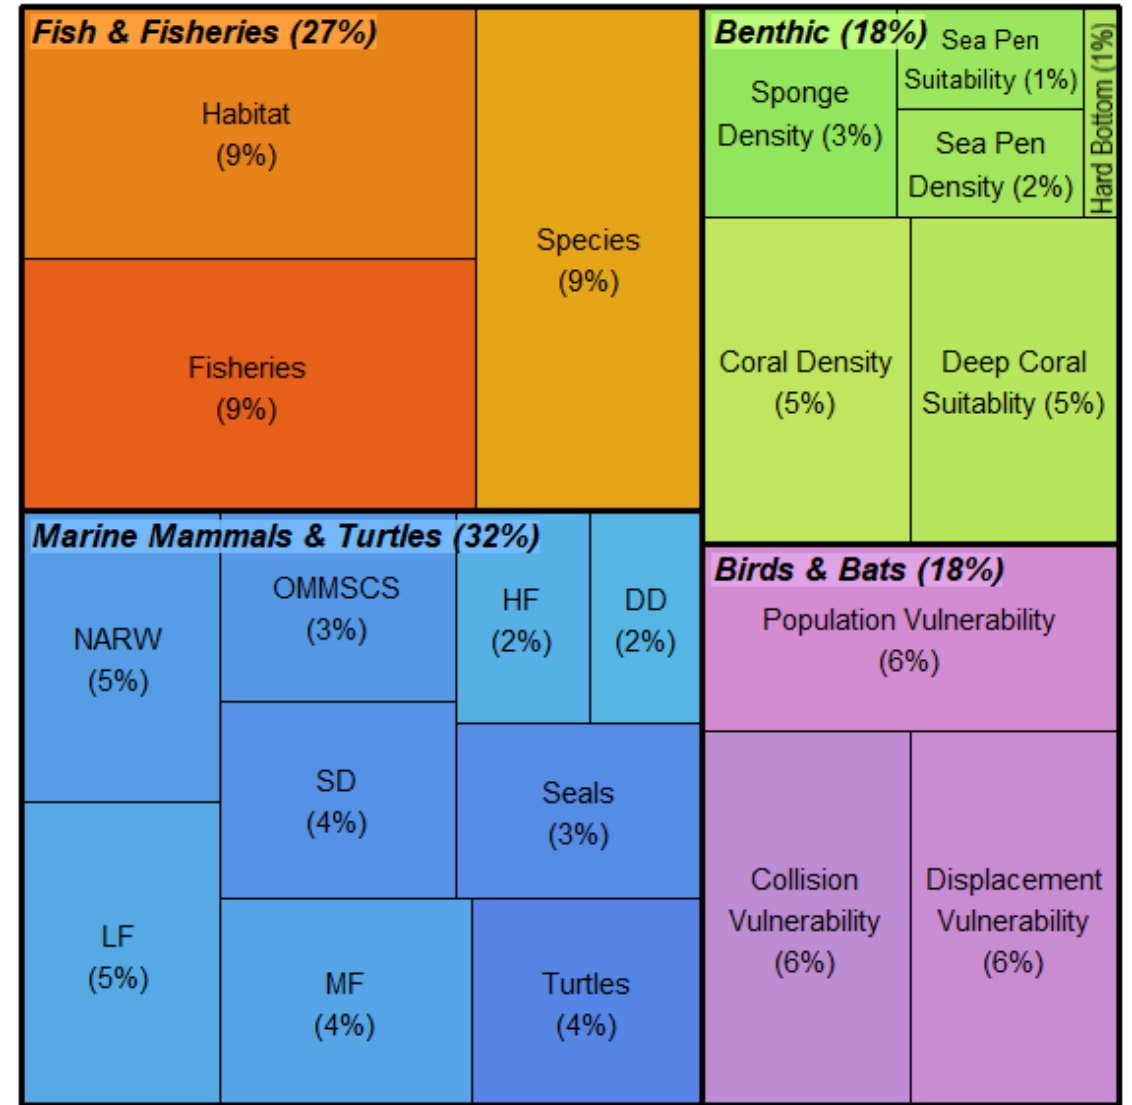 Fish & Fisheries (27%)
Habitat
(9%)
Species
(9%)
Fisheries
(9%)
Benthic (18%)
Sponge
Density (3%)
Sea Pen
Suitability (1%)
Sea Pen
Density (2%)
Hard Bottom (1%)
Coral Density
(5%)
Deep Coral
Suitablity (5%)
Marine Mammals & Turtles (32%)
NARW
(5%)
OMMSCS
(3%)
HF
(2%)
DD
(2%)
SD
(4%)
Seals
(3%)
LF
(5%)
MF
(4%)
Turtles
(4%)
Birds & Bats (18%)
Population Vulnerability
(6%)
Collision
Vulnerability
(6%)
Displacement
Vulnerability
(6%)